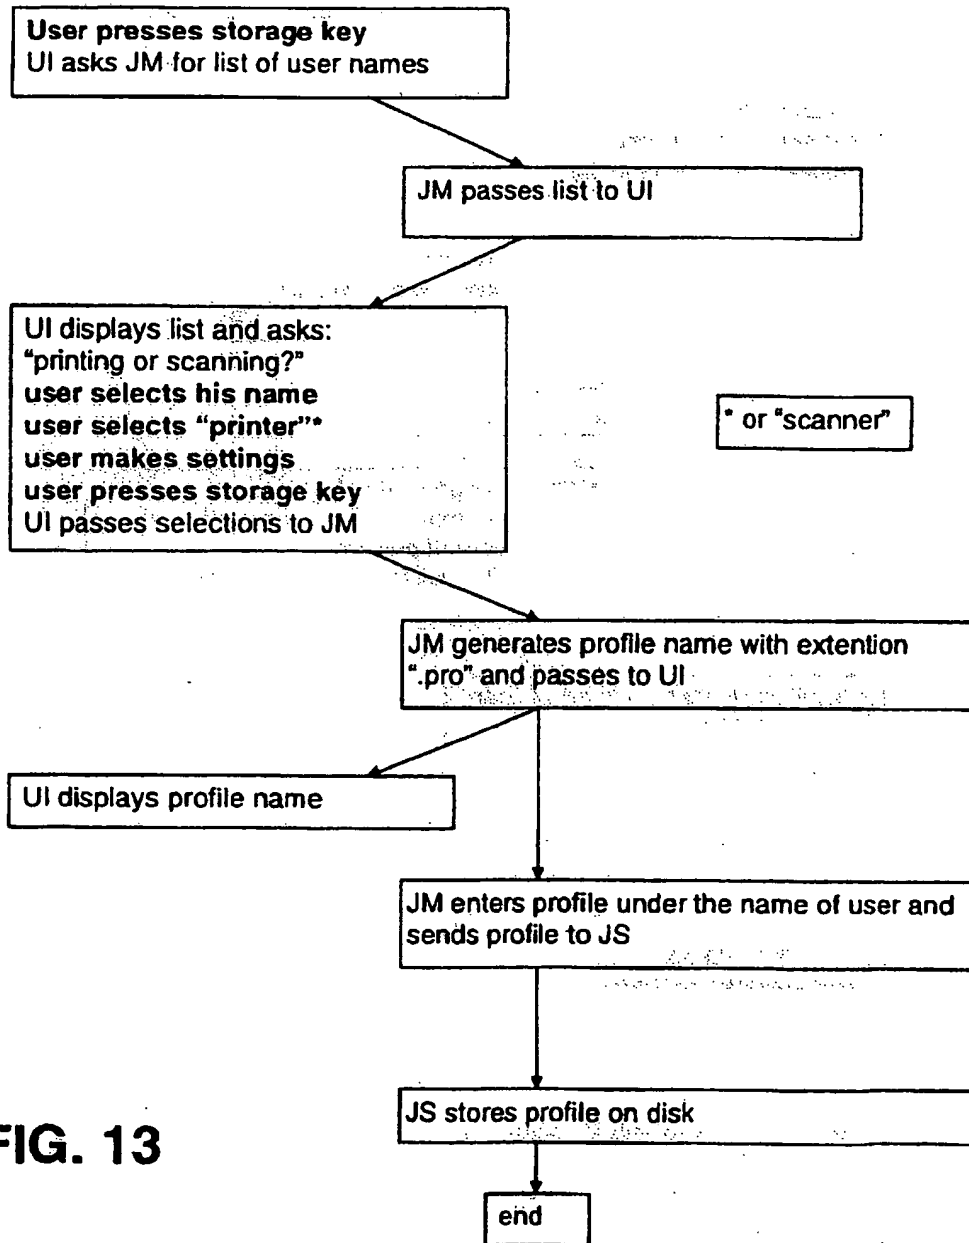 User presses storage key
UI asks JM for list of user names
JM passes list to UI
UI displays list and asks:
“printing or scanning?”
user selects his name
user selects “printer”*
user makes settings
user presses storage key
UI passes selections to JM
* or “scanner”
JM generates profile name with extention
“.pro” and passes to UI
UI displays profile name
JM enters profile under the name of user and
sends profile to JS
JS stores profile on disk
FIG. 13
end